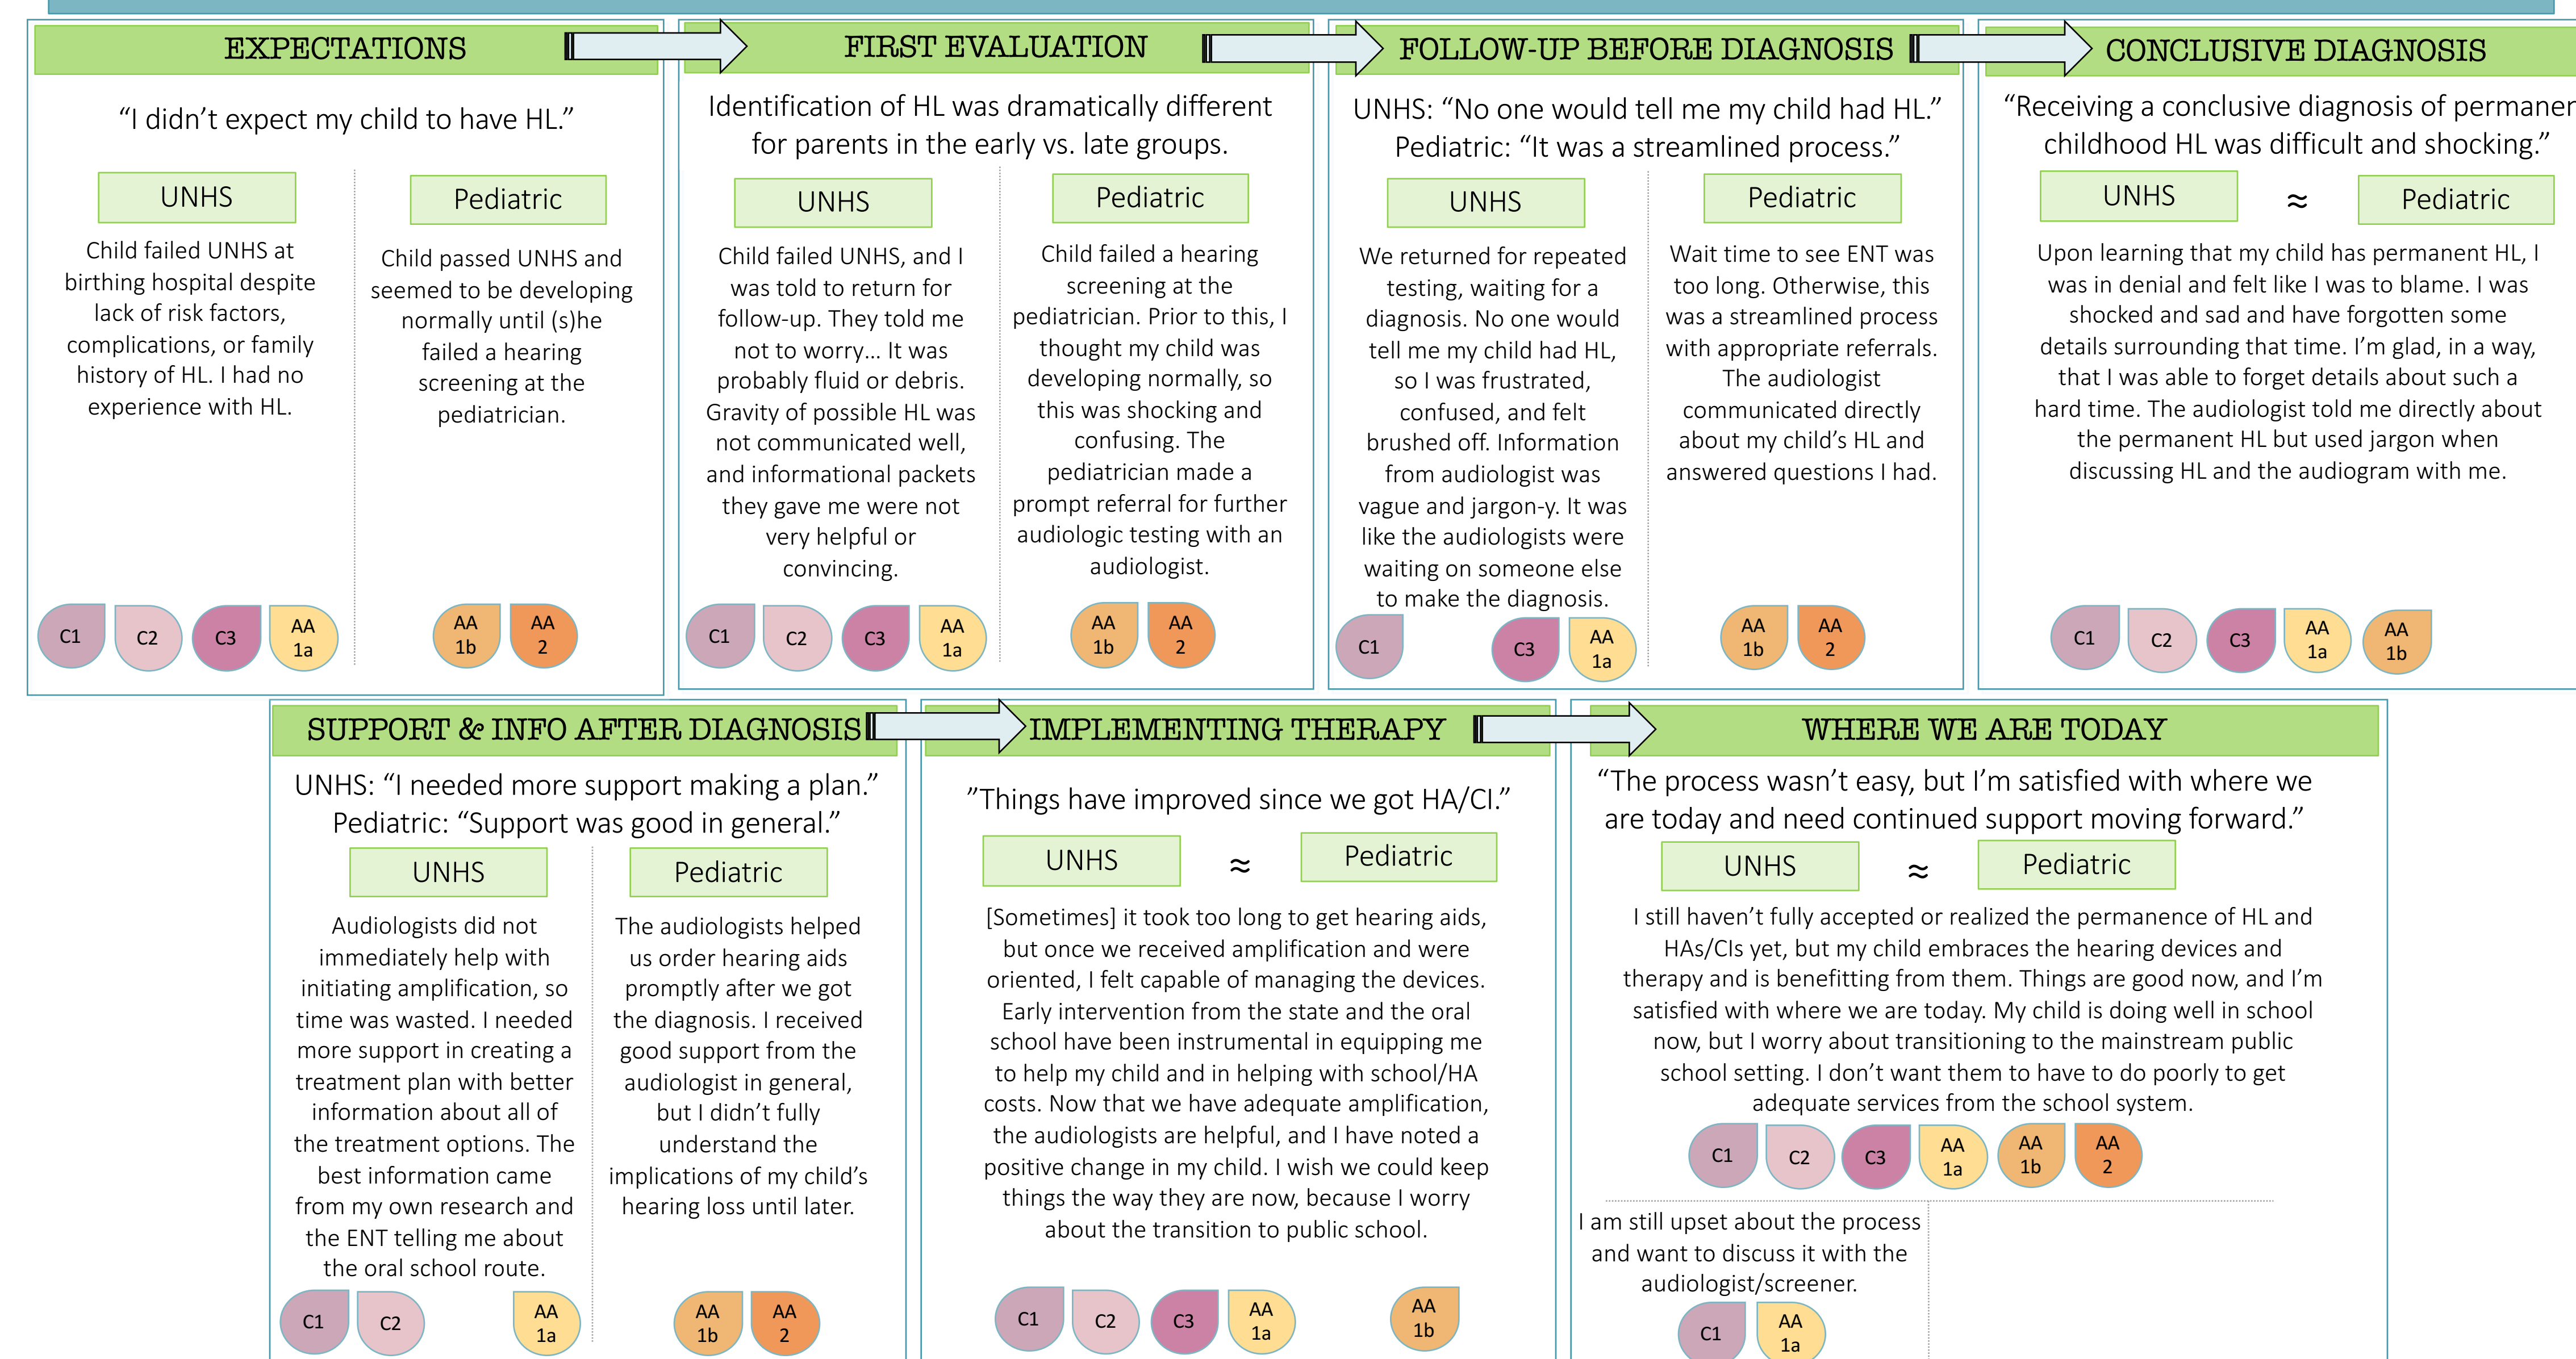 EXPECTATIONS
“I didn’t expect my child to have HL.”
UNHS
Child failed UNHS at
birthing hospital despite
lack of risk factors,
complications, or family
history of HL. I had no
experience with HL.
C1
C2
C3
AA
1a
Pediatric
Child passed UNHS and
seemed to be developing
normally until (s)he
failed a hearing
screening at the
pediatrician.
AA
1b
AA
2
FIRST EVALUATION
Identification of HL was dramatically different
for parents in the early vs. late groups.
UNHS
Child failed UNHS, and I
was told to return for
follow-up. They told me
not to worry... It was
probably fluid or debris.
Gravity of possible HL was
not communicated well,
and informational packets
they gave me were not
very helpful or
convincing.
C1
C2
C3
AA
1a
Pediatric
Child failed a hearing
screening at the
pediatrician. Prior to this, I
thought my child was
developing normally, so
this was shocking and
confusing. The
pediatrician made a
prompt referral for further
audiologic testing with an
audiologist.
AA
1b
AA
2
FOLLOW-UP BEFORE DIAGNOSIS
UNHS: “No one would tell me my child had HL.”
Pediatric: “It was a streamlined process.”
UNHS
We returned for repeated
testing, waiting for a
diagnosis. No one would
tell me my child had HL,
so I was frustrated,
confused, and felt
brushed off. Information
from audiologist was
vague and jargon-y. It was
like the audiologists were
waiting on someone else
to make the diagnosis.
C1
C3
AA
1a
Pediatric
Wait time to see ENT was
too long. Otherwise, this
was a streamlined process
with appropriate referrals.
The audiologist
communicated directly
about my child’s HL and
answered questions I had.
AA
1b
AA
2
CONCLUSIVE DIAGNOSIS
“Receiving a conclusive diagnosis of permanen
childhood HL was difficult and shocking.”
UNHS ≈ Pediatric
Upon learning that my child has permanent HL, I
was in denial and felt like I was to blame. I was
shocked and sad and have forgotten some
details surrounding that time. I’m glad, in a way,
that I was able to forget details about such a
hard time. The audiologist told me directly about
the permanent HL but used jargon when
discussing HL and the audiogram with me.
C1
C2
C3
AA
1a
AA
1b
SUPPORT & INFO AFTER DIAGNOSIS
UNHS: “I needed more support making a plan.”
Pediatric: “Support was good in general.”
UNHS
Audiologists did not
immediately help with
initiating amplification, so
time was wasted. I needed
more support in creating a
treatment plan with better
information about all of
the treatment options. The
best information came
from my own research and
the ENT telling me about
the oral school route.
C1
C2
AA
1a
Pediatric
The audiologists helped
us order hearing aids
promptly after we got
the diagnosis. I received
good support from the
audiologist in general,
but I didn’t fully
understand the
implications of my child’s
hearing loss until later.
AA
1b
AA
2
IMPLEMENTING THERAPY
”Things have improved since we got HA/CI.”
UNHS ≈ Pediatric
[Sometimes] it took too long to get hearing aids,
but once we received amplification and were
oriented, I felt capable of managing the devices.
Early intervention from the state and the oral
school have been instrumental in equipping me
to help my child and in helping with school/HA
costs. Now that we have adequate amplification,
the audiologists are helpful, and I have noted a
positive change in my child. I wish we could keep
things the way they are now, because I worry
about the transition to public school.
C1
C2
C3
AA
1a
AA
1b
WHERE WE ARE TODAY
“The process wasn’t easy, but I’m satisfied with where we
are today and need continued support moving forward.”
UNHS ≈ Pediatric
I still haven’t fully accepted or realized the permanence of HL and
HAs/CIs yet, but my child embraces the hearing devices and
therapy and is benefitting from them. Things are good now, and I’m
satisfied with where we are today. My child is doing well in school
now, but I worry about transitioning to the mainstream public
school setting. I don’t want them to have to do poorly to get
adequate services from the school system.
C1
C2
C3
AA
1a
AA
1b
AA
2
I am still upset about the process
and want to discuss it with the
audiologist/screener.
C1
AA
1a